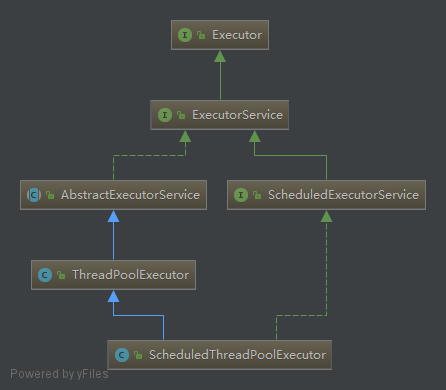 Executor
ExecutorService
AbstractExecutorService
ScheduledExecutorService
ThreadPoolExecutor
ScheduledThreadPoolExecutor
Powered by yFiles